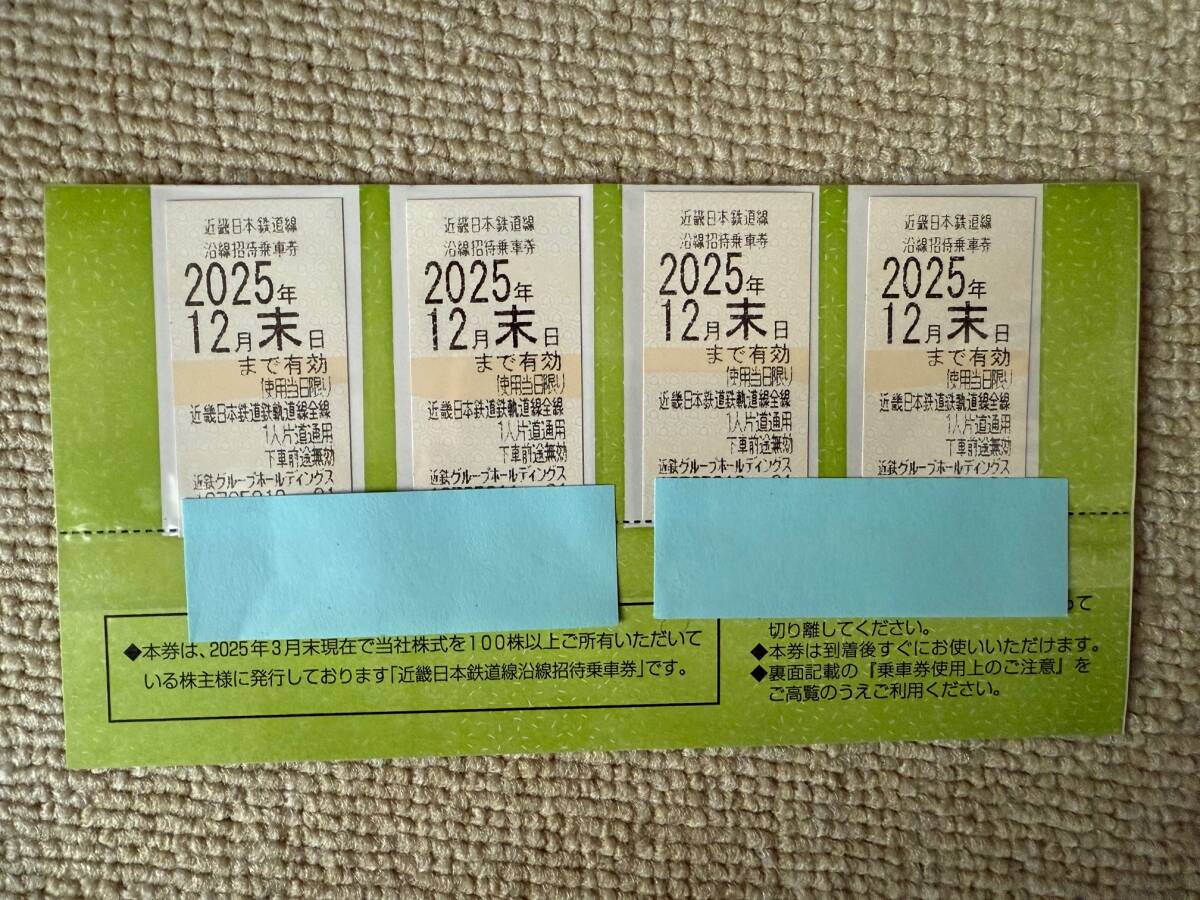 近畿日本鉄道線
沿線招待乗車券
2025年
12月末日
まで有効
(使用当日限り)
近畿日本鉄道鉄軌道線全線
1人片道通用
下車前途無効
近鉄グループホールディングス
近畿日本鉄道線
沿線招待乗車券
2025年
12月末日
まで有効
(使用当日限り)
近畿日本鉄道鉄軌道線全線
1人片道通用
下車前途無効
近鉄グループホールディングス
近畿日本鉄道線
沿線招待乗車券
2025年
12月末日
まで有効
(使用当日限り)
近畿日本鉄道鉄軌道線全線
1人片道通用
下車前途無効
近鉄グループホールディングス
近畿日本鉄道線
沿線招待乗車券
2025年
12月末日
まで有効
(使用当日限り)
近畿日本鉄道鉄軌道線全線
1人片道通用
下車前途無効
近鉄グループホールディングス
◆本券は、2025年3月末現在で当社株式を100株以上ご所有いただいて
いる株主様に発行しております「近畿日本鉄道線沿線招待乗車券」です。
切り離してください。
◆本券は到着後すぐにお使いいただけます。
◆裏面記載の『乗車券使用上のご注意』を
ご高覧のうえご利用ください。